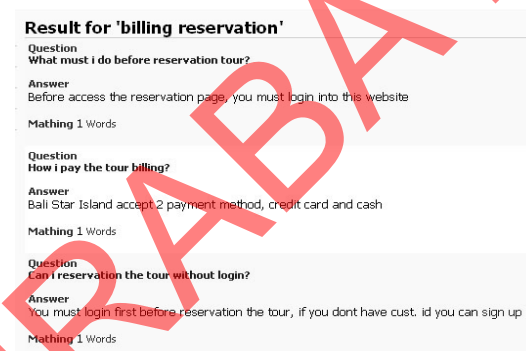 Result for 'billing reservation'
Question
What must i do before reservation tour?
Answer
Before access the reservation page, you must login into this website
Mathing 1 Words
Question
How i pay the tour billing?
Answer
Bali Star Island accept 2 payment method, credit card and cash
Mathing 1 Words
Question
Can i reservation the tour without login?
Answer
You must login first before reservation the tour, if you dont have cust. id you can sign up
Mathing 1 Words